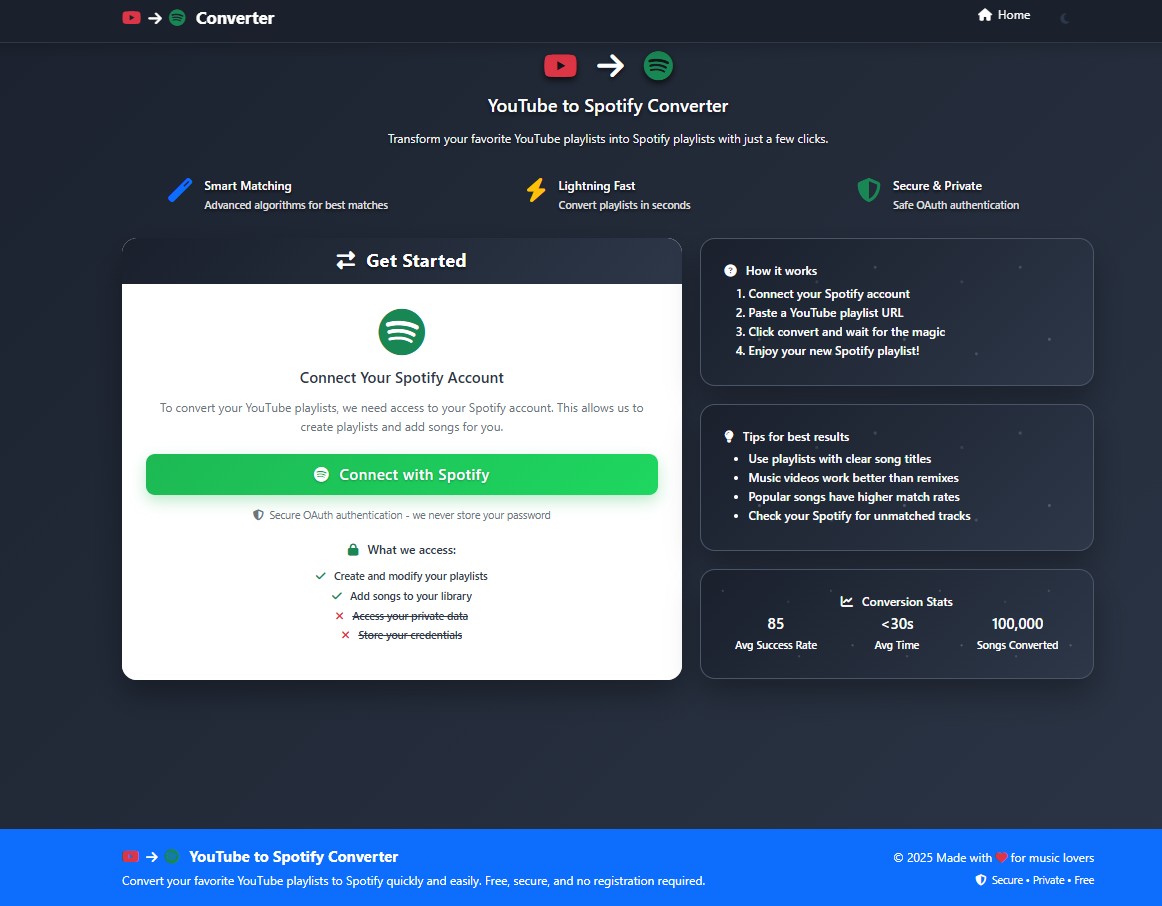 Converter
Home
YouTube to Spotify Converter
Transform your favorite YouTube playlists into Spotify playlists with just a few clicks.
Smart Matching
Advanced algorithms for best matches
Lightning Fast
Convert playlists in seconds
Secure & Private
Safe OAuth authentication
Get Started
Connect Your Spotify Account
To convert your YouTube playlists, we need access to your Spotify account. This allows us to
create playlists and add songs for you.
Connect with Spotify
Secure OAuth authentication - we never store your password
What we access:
Create and modify your playlists
Add songs to your library
Access your private data
Store your credentials
How it works
1. Connect your Spotify account
2. Paste a YouTube playlist URL
3. Click convert and wait for the magic
4. Enjoy your new Spotify playlist!
Tips for best results
• Use playlists with clear song titles
• Music videos work better than remixes
• Popular songs have higher match rates
• Check your Spotify for unmatched tracks
Conversion Stats
85
Avg Success Rate
<30s
Avg Time
100,000
Songs Converted
YouTube to Spotify Converter
Convert your favorite YouTube playlists to Spotify quickly and easily. Free, secure, and no registration required.
© 2025 Made with ❤ for music lovers
Secure • Private • Free